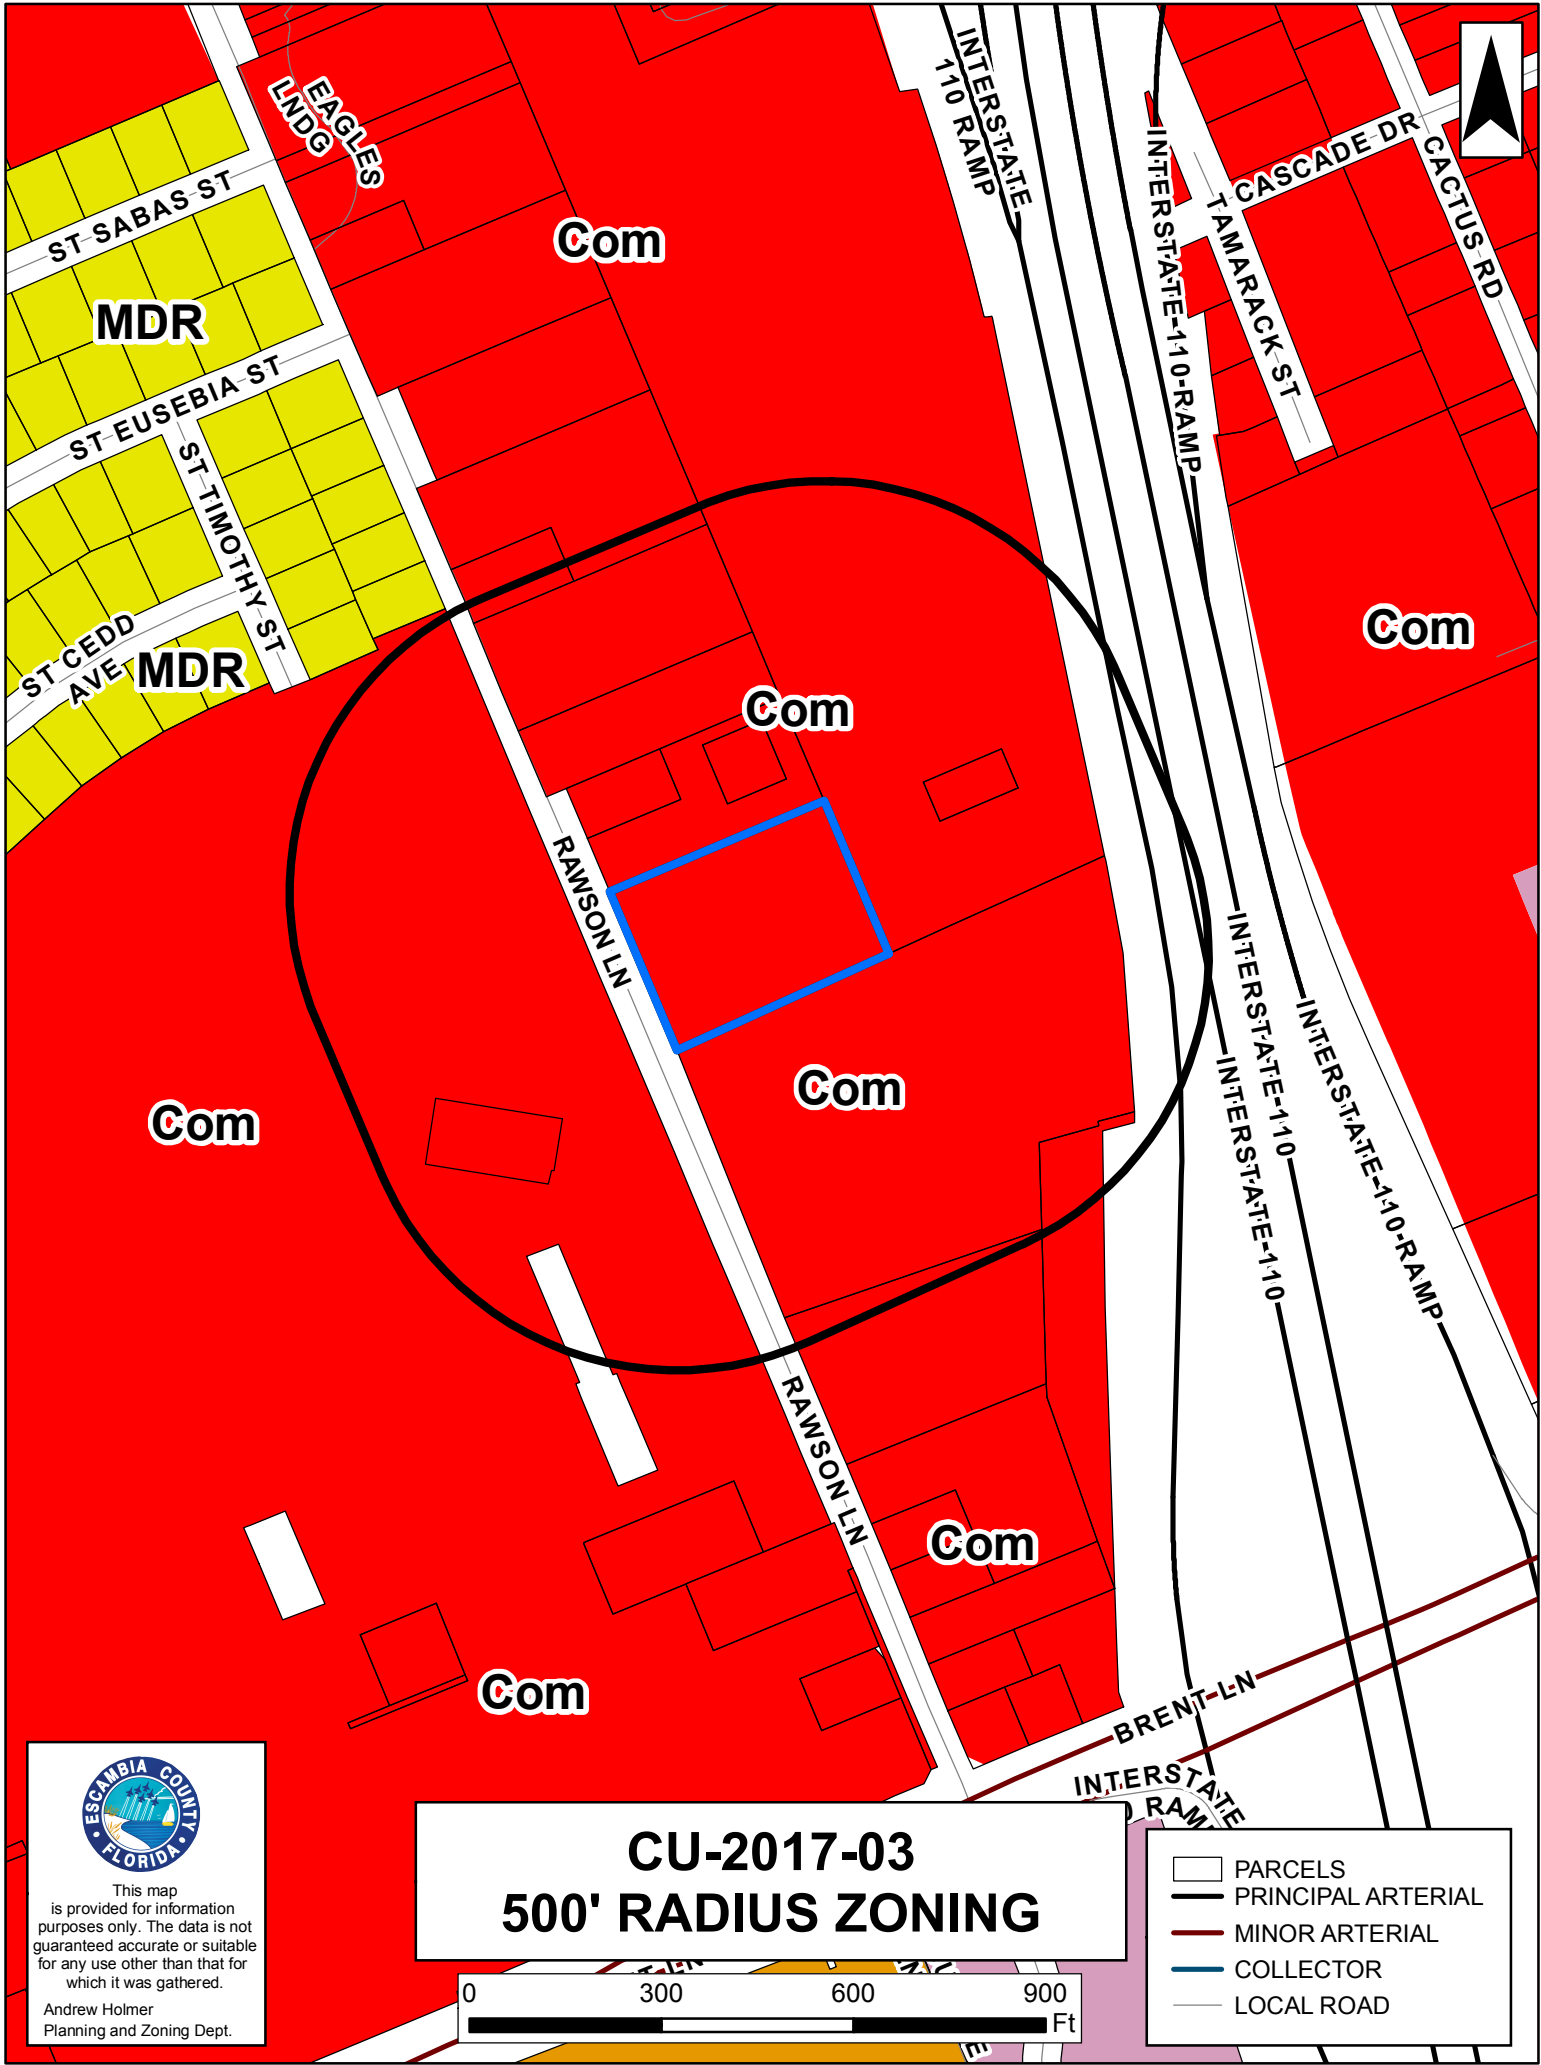 INTERSTATE
110 RAMP
EAGLES
LNDG
CASCADE DR
CACTUS RD
ST SABAS ST
INTERSTATE 110 RAMP
TAMARACK ST
Com
MDR
ST EUSEBIA ST
ST TIMOTHY ST
ST CEDD
AVE
MDR
Com
Com
RAWSON LN
INTERSTATE 110
INTERSTATE 110
INTERSTATE 110 RAMP
Com
Com
RAWSON LN
Com
Com
BRENT LN
INTERSTATE
0 RAM
ESCAMBIA COUNTY
FLORIDA
This map
is provided for information
purposes only. The data is not
guaranteed accurate or suitable
for any use other than that for
which it was gathered.
Andrew Holmer
Planning and Zoning Dept.
CU-2017-03
500' RADIUS ZONING
0 300 600 900
Ft
PARCELS
PRINCIPAL ARTERIAL
MINOR ARTERIAL
COLLECTOR
LOCAL ROAD